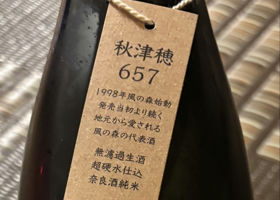 秋津穂
657
1998年風の森始動
発売当初より続く
地元から愛される
風の森の代表酒
無濾過生酒
超硬水仕込
奈良酒純米